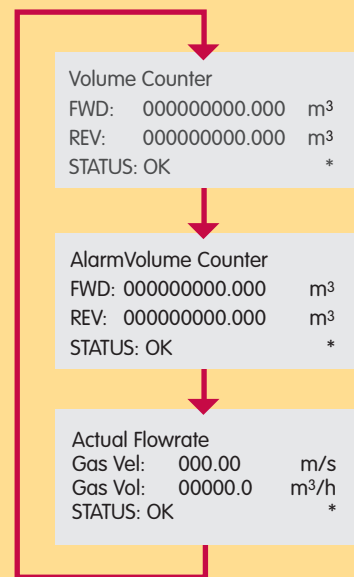 Volume Counter
FWD: 000000000.000 m³
REV: 000000000.000 m³
STATUS: OK *
AlarmVolume Counter
FWD: 000000000.000 m³
REV: 000000000.000 m³
STATUS: OK *
Actual Flowrate
Gas Vel: 000.00 m/s
Gas Vol: 00000.0 m³/h
STATUS: OK *